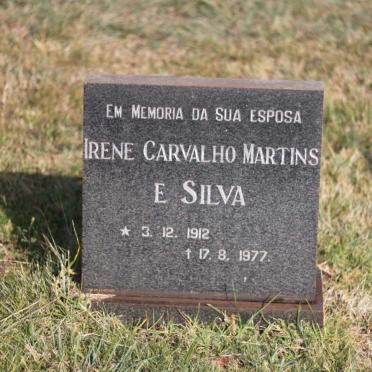 EM MEMORIA DA SUA ESPOSA
IRENE CARVALHO MARTINS
E SILVA
* 3. 12. 1912
† 17. 8. 1977.